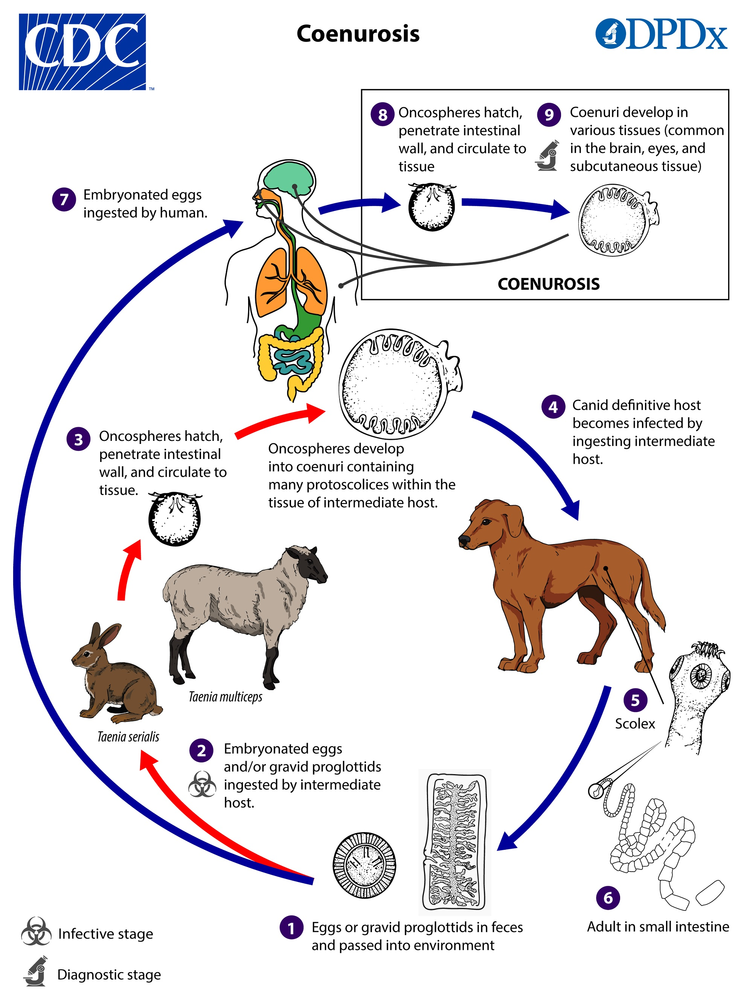 CDC
TM
Coenurosis
DPDx
8 Oncospheres hatch,
penetrate intestinal
wall, and circulate to
tissue
9 Coenuri develop in
various tissues (common
in the brain, eyes, and
subcutaneous tissue)
COENUROSIS
7 Embryonated eggs
ingested by human.
4 Canid definitive host
becomes infected by
ingesting intermediate
host.
3 Oncospheres hatch,
penetrate intestinal
wall, and circulate to
tissue.
Oncospheres develop
into coenuri containing
many protoscolices within the
tissue of intermediate host.
Taenia multiceps
Taenia serialis
5
Scolex
2 Embryonated eggs
and/or gravid proglottids
ingested by intermediate
host.
6
Adult in small intestine
1 Eggs or gravid proglottids in feces
and passed into environment
Infective stage
Diagnostic stage